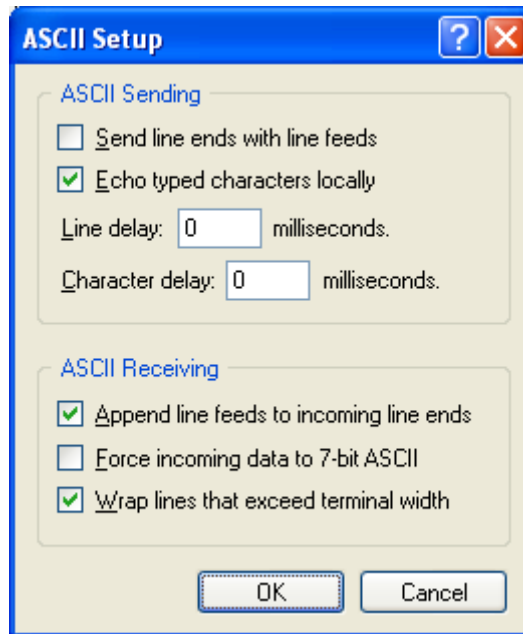 ASCII Setup
ASCII Sending
Send line ends with line feeds
Echo typed characters locally
Line delay: 0 milliseconds.
Character delay: 0 milliseconds.
ASCII Receiving
Append line feeds to incoming line ends
Force incoming data to 7-bit ASCII
Wrap lines that exceed terminal width
OK Cancel